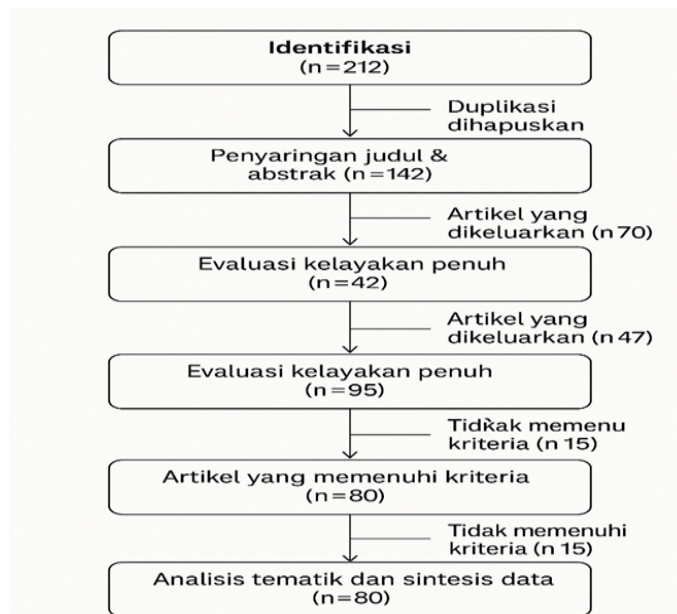 Identifikasi
(n=212)
Duplikasi
dihapuskan
Penyaringan judul &
abstrak (n=142)
Artikel yang
dikeluarkan (n 70)
Evaluasi kelayakan penuh
(n=42)
Artikel yang
dikeluarkan (n 47)
Evaluasi kelayakan penuh
(n=95)
Tidk̀ak memenu
kriteria (n 15)
Artikel yang memenuhi kriteria
(n=80)
Tidak memenuhi
kriteria (n 15)
Analisis tematik dan sintesis data
(n=80)